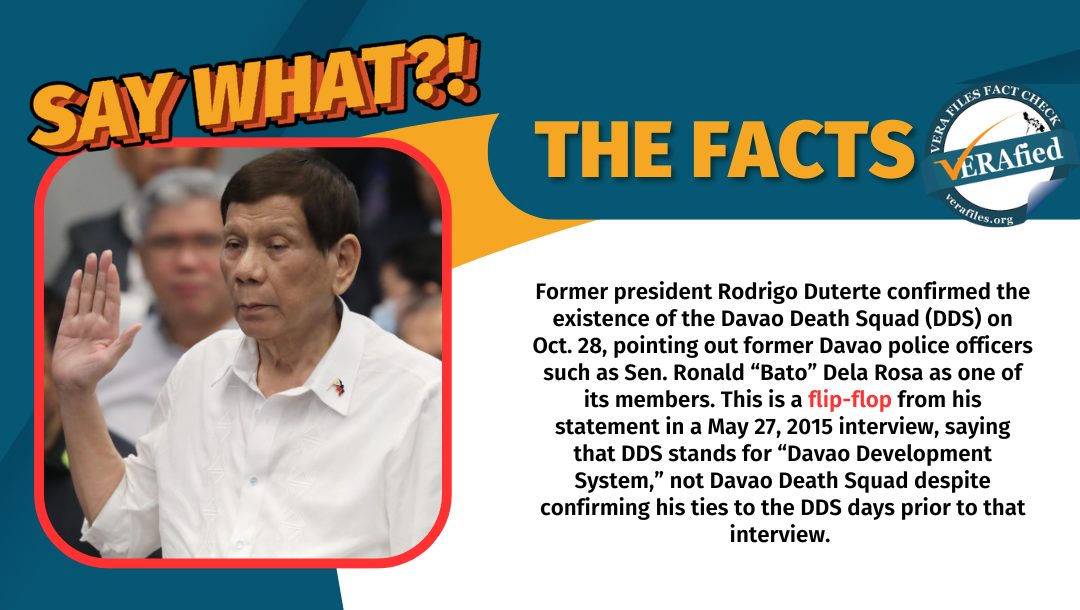 SAY WHAT?!
THE FACTS
VERA FILES FACT CHECK
VERAfied
verafiles.org
Former president Rodrigo Duterte confirmed the
existence of the Davao Death Squad (DDS) on
Oct. 28, pointing out former Davao police officers
such as Sen. Ronald “Bato” Dela Rosa as one of
its members. This is a flip-flop from his
statement in a May 27, 2015 interview, saying
that DDS stands for “Davao Development
System,” not Davao Death Squad despite
confirming his ties to the DDS days prior to that
interview.